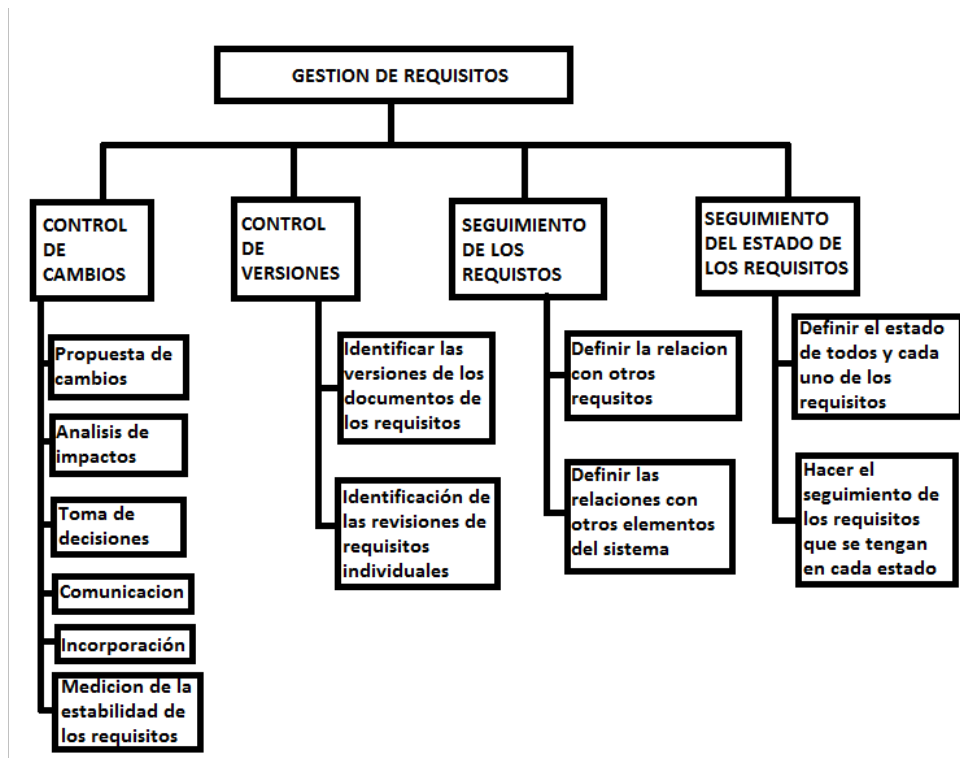 GESTION DE REQUISITOS
CONTROL
DE
CAMBIOS
Propuesta de
cambios
Analisis de
impactos
Toma de
decisiones
Comunicacion
Incorporación
Medicion de la
estabilidad de
los requisitos
CONTROL
DE
VERSIONES
Identificar las
versiones de los
documentos de
los requisitos
Identificación de
las revisiones de
requisitos
individuales
SEGUIMIENTO
DE LOS
REQUISTOS
Definir la relacion
con otros
requsitos
Definir las
relaciones con
otro elementos
del sistema
SEGUIMIENTO
DEL ESTADO DE
LOS REQUISITOS
Definir el estado
de todos y cada
uno de los
requisitos
Hacer el
seguimiento de
los requisitos
que se tengan
en cada estado